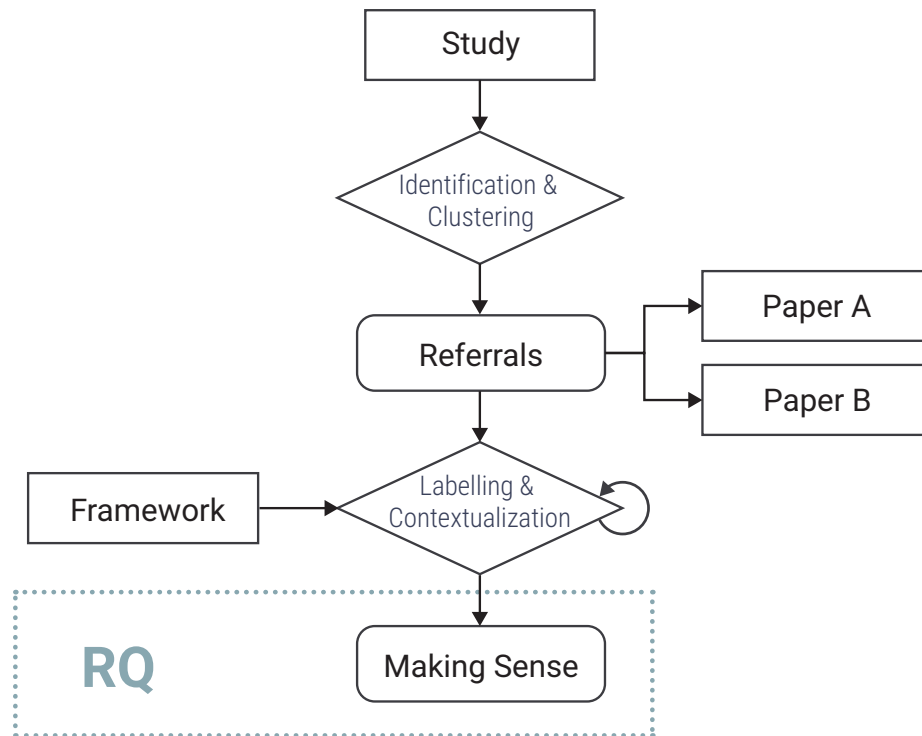 Study
Identification &
Clustering
Paper A
Referrals
Paper B
Labelling &
Contextualization
Framework
RQ
Making Sense